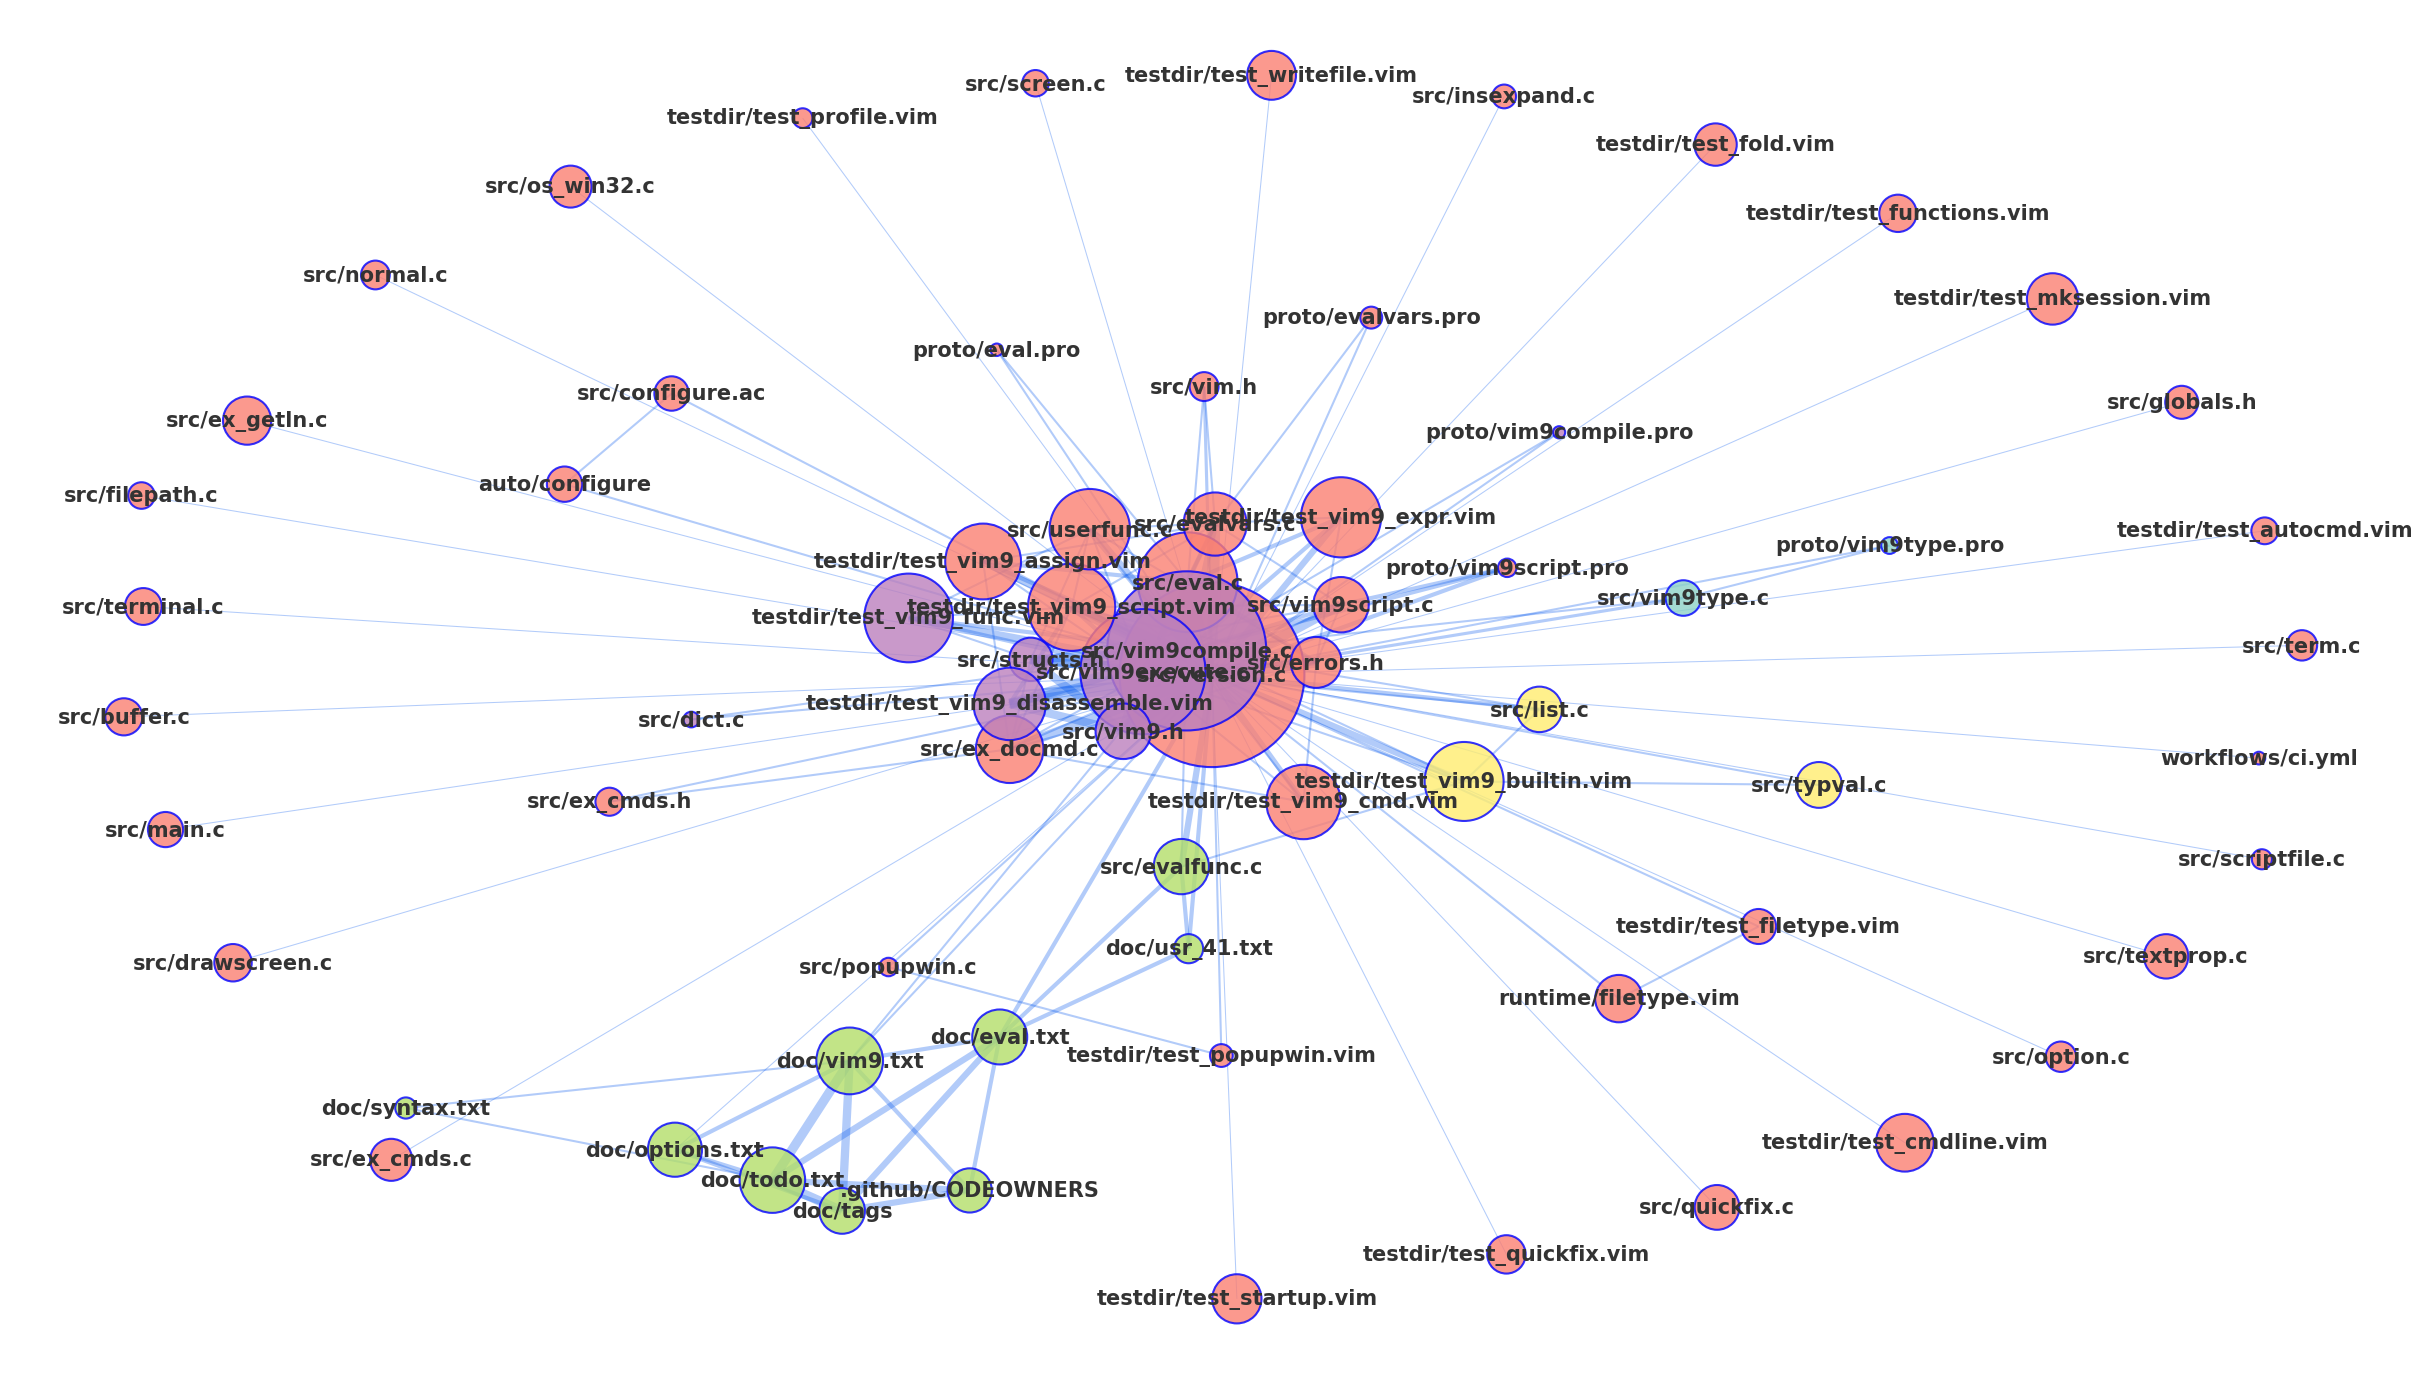 testdir/test_writefile.vim
src/screen.c
src/insexpand.c
testdir/test_profile.vim
testdir/test_fold.vim
src/os_win32.c
testdir/test_functions.vim
src/normal.c
testdir/test_mksession.vim
proto/evalvars.pro
proto/eval.pro
src/vim.h
src/configure.ac
src/globals.h
src/ex_getln.c
proto/vim9compile.pro
auto/configure
src/filepath.c
testdir/test_vim9_expr.vim
src/evalvars.c
src/userfunc.c
testdir/test_autocmd.vim
proto/vim9type.pro
testdir/test_vim9_assign.vim
proto/vim9script.pro
src/eval.c
src/vim9type.c
src/terminal.c
testdir/test_vim9_script.vim
src/vim9script.c
testdir/test_vim9_func.vim
src/term.c
src/vim9compile.c
src/structs.h
src/errors.h
src/vim9execute.c
src/version.c
testdir/test_vim9_disassemble.vim
src/list.c
src/buffer.c
src/dict.c
src/vim9.h
src/ex_docmd.c
workflows/ci.yml
testdir/test_vim9_builtin.vim
src/typval.c
src/ex_cmds.h
testdir/test_vim9_cmd.vim
src/main.c
src/scriptfile.c
src/evalfunc.c
testdir/test_filetype.vim
doc/usr_41.txt
src/textprop.c
src/drawscreen.c
src/popupwin.c
runtime/filetype.vim
doc/eval.txt
testdir/test_popupwin.vim
src/option.c
doc/vim9.txt
doc/syntax.txt
testdir/test_cmdline.vim
doc/options.txt
src/ex_cmds.c
doc/todo.txt
.github/CODEOWNERS
src/quickfix.c
doc/tags
testdir/test_quickfix.vim
testdir/test_startup.vim